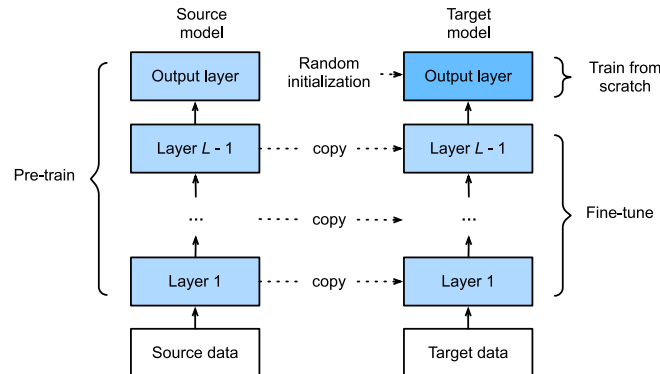 Source
model
Target
model
Output layer
Random
initialization
Output layer
Train from
scratch
Layer L - 1
copy
Layer L - 1
Pre-train
...
copy
...
Fine-tune
Layer 1
copy
Layer 1
Source data
Target data